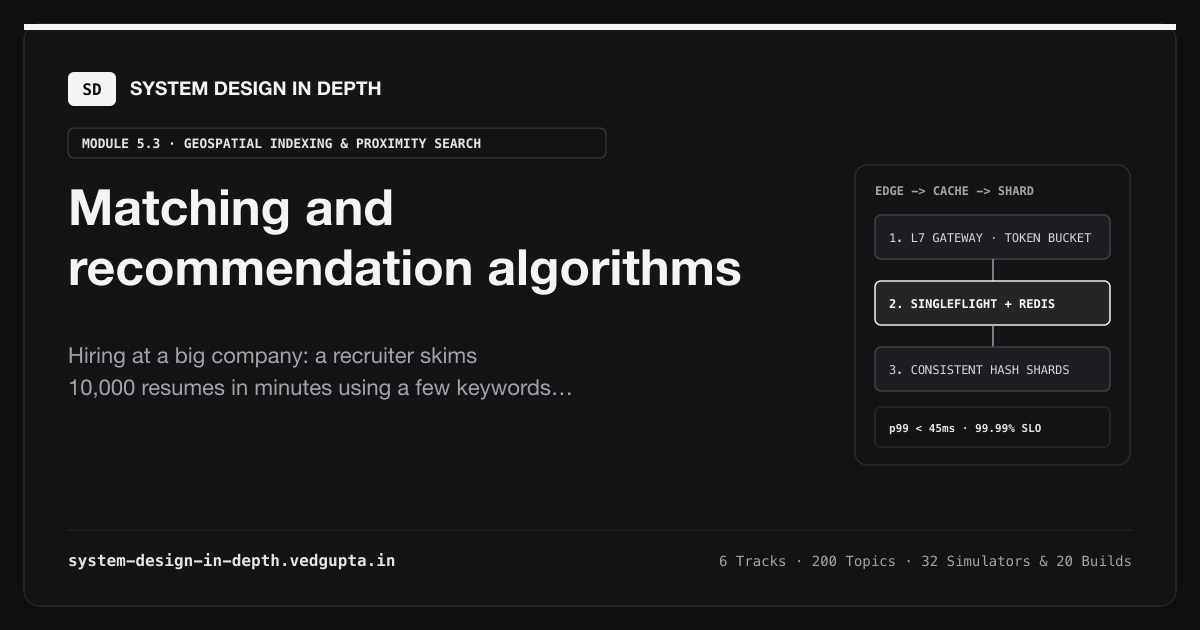 SD SYSTEM DESIGN IN DEPTH
MODULE 5.3 · GEOSPATIAL INDEXING & PROXIMITY SEARCH
Matching and
recommendation algorithms
Hiring at a big company: a recruiter skims
10,000 resumes in minutes using a few keywords…
EDGE —> CACHE —> SHARD
1. L7 GATEWAY · TOKEN BUCKET
2. SINGLEFLIGHT + REDIS
3. CONSISTENT HASH SHARDS
p99 < 45ms · 99.99% SLO
system-design-in-depth.vedgupta.in
6 Tracks · 200 Topics · 32 Simulators & 20 Builds